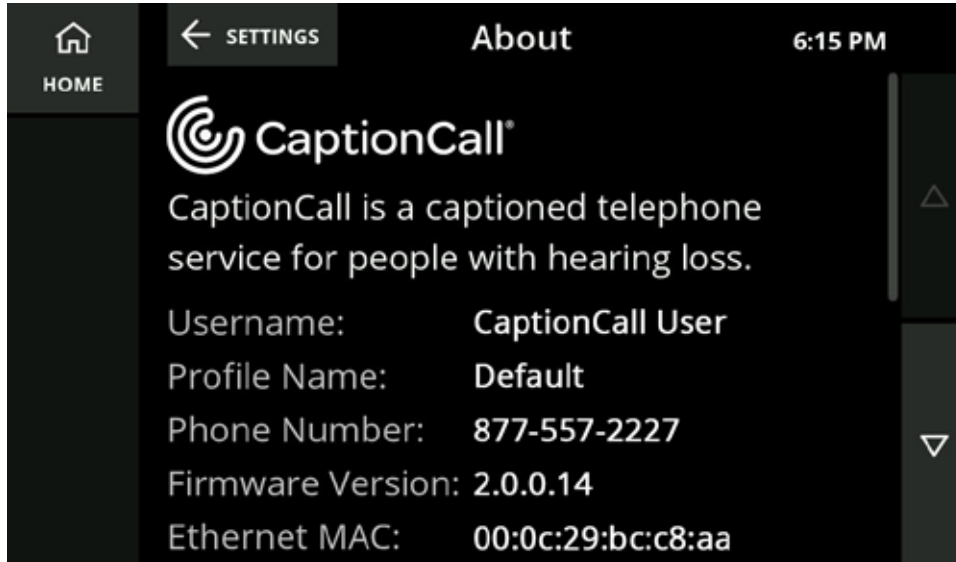 HOME
← SETTINGS
About
6:15 PM
CaptionCall®
CaptionCall is a captioned telephone
service for people with hearing loss.
Username: CaptionCall User
Profile Name: Default
Phone Number: 877-557-2227
Firmware Version: 2.0.0.14
Ethernet MAC: 00:0c:29:bc:c8:aa